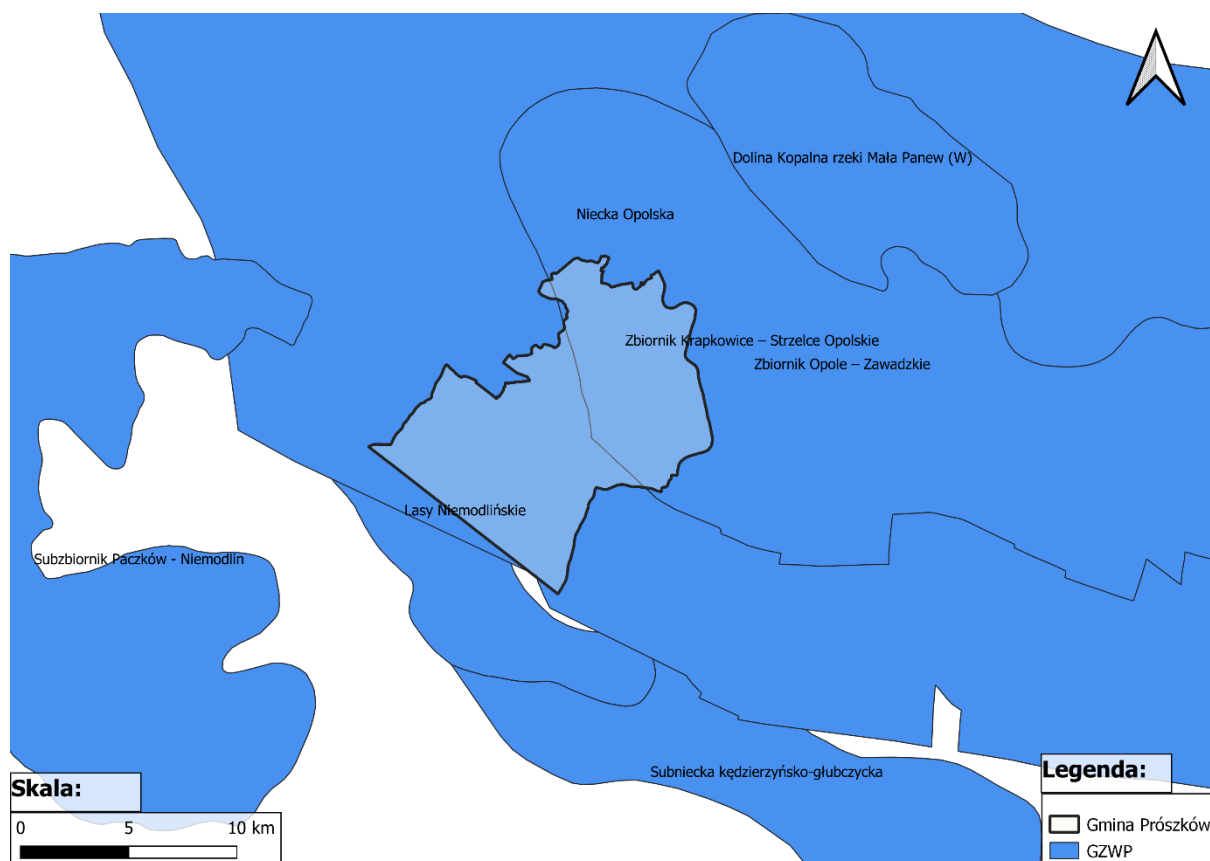 Dolina Kopalna rzeki Mała Panew (W)
Niecka Opolska
Zbiornik Krapkowice – Strzelce Opolskie
Zbiornik Opole – Zawadzkie
Lasy Niemodlińskie
Subzbiornik Paczków - Niemodlin
Subniecka kędzierzyńsko-głubczycka
Skala:
0 5 10 km
Legenda:
Gmina Prószków
GZWP